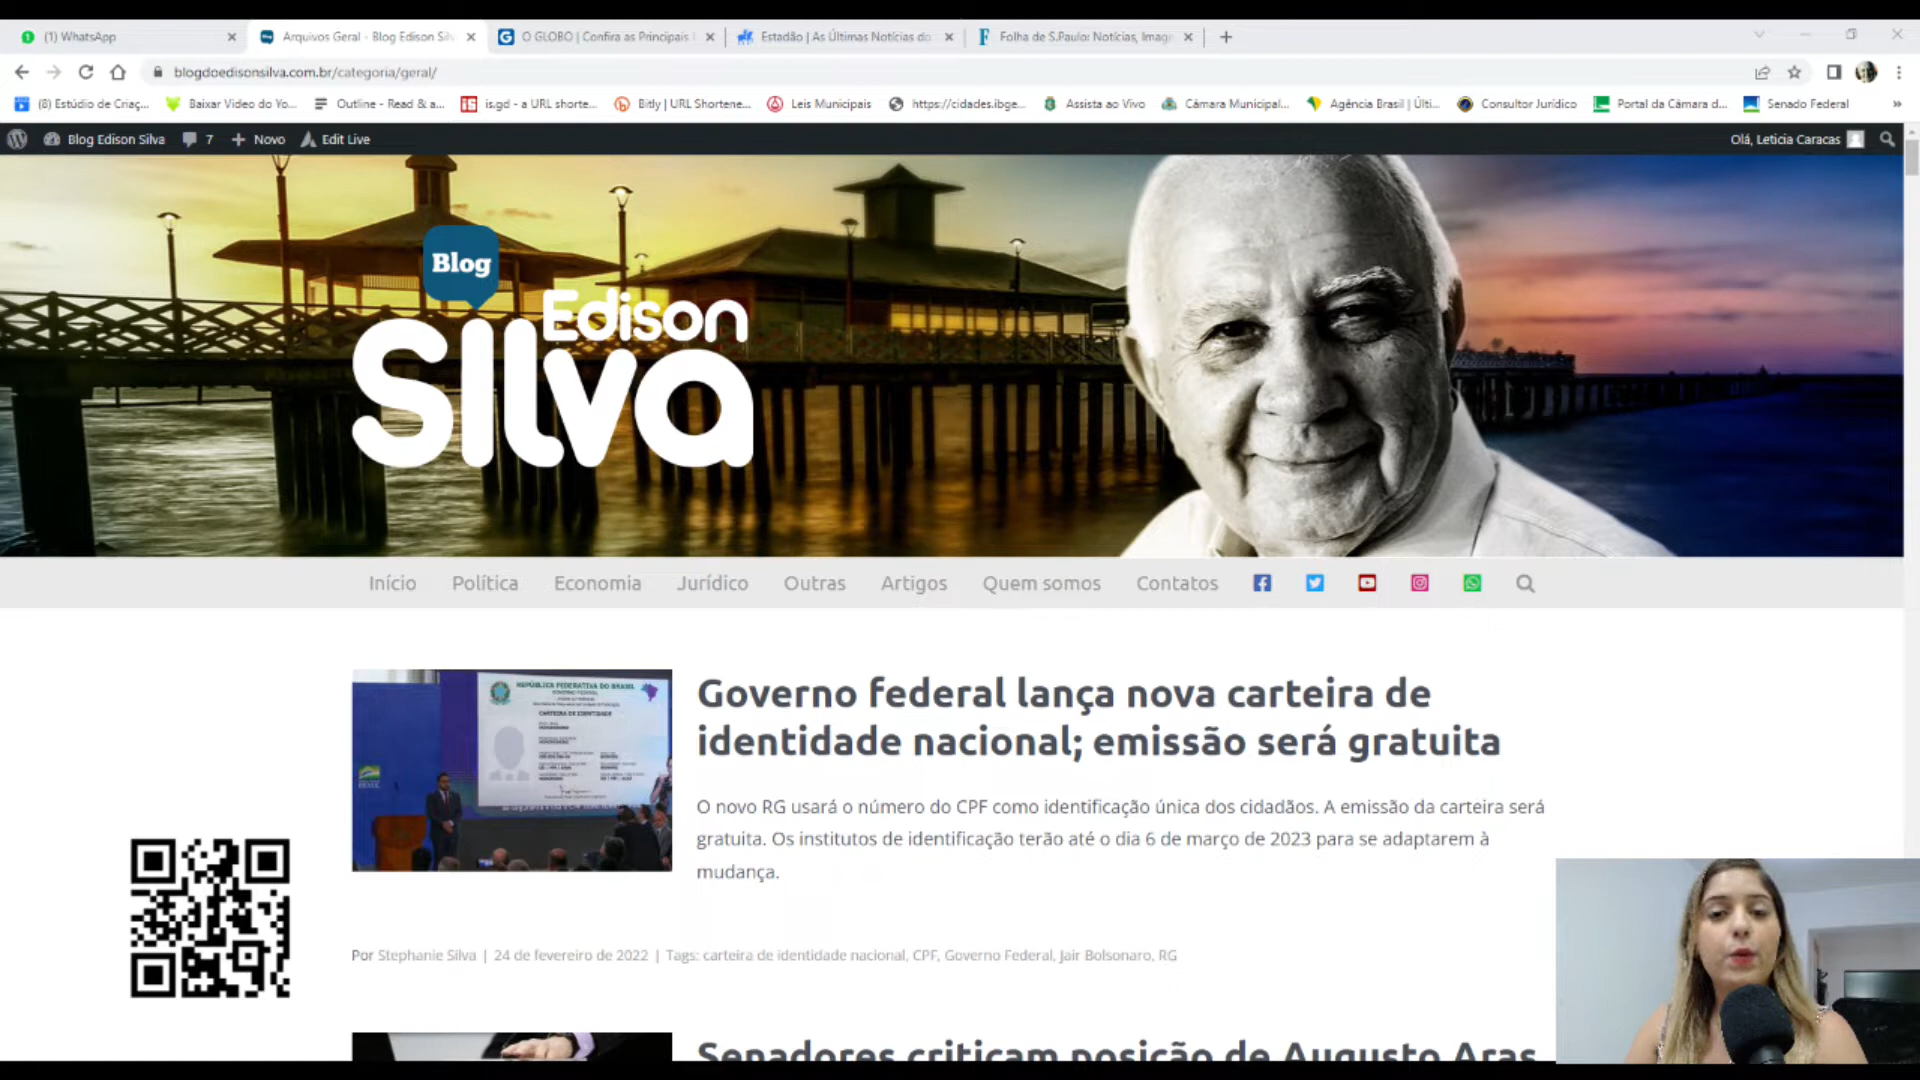 (1) WhatsApp
Arquivos Geral - Blog Edison Silv
O GLOBO | Confira as Principais
Estadão | As Últimas Notícias do
Folha de S.Paulo: Notícias, Imag
blogdoedisonsilva.com.br/categoria/geral/
(8) Estúdio de Criaç...
Baixar Video do Yo...
Outline - Read & a...
is.gd - a URL shorte...
Bitly | URL Shortene...
Leis Municipais
https://cidades.ibge...
Assista ao Vivo
Câmara Municipal...
Agência Brasil | Últi...
Consultor Jurídico
Portal da Câmara d...
Senado Federal
Blog Edison Silva
7
Novo
Edit Live
Olá, Leticia Caracas
Blog
Edison
Silva
Início
Política
Economia
Jurídico
Outras
Artigos
Quem somos
Contatos
REPÚBLICA FEDERATIVA DO BRASIL
CARTEIRA DE IDENTIDADE
Governo federal lança nova carteira de
identidade nacional; emissão será gratuita
O novo RG usará o número do CPF como identificação única dos cidadãos. A emissão da carteira será
gratuita. Os institutos de identificação terão até o dia 6 de março de 2023 para se adaptarem à
mudança.
Por Stephanie Silva | 24 de fevereiro de 2022 | Tags: carteira de identidade nacional, CPF, Governo Federal, Jair Bolsonaro, RG
Senadores criticam posição de Augusto Aras